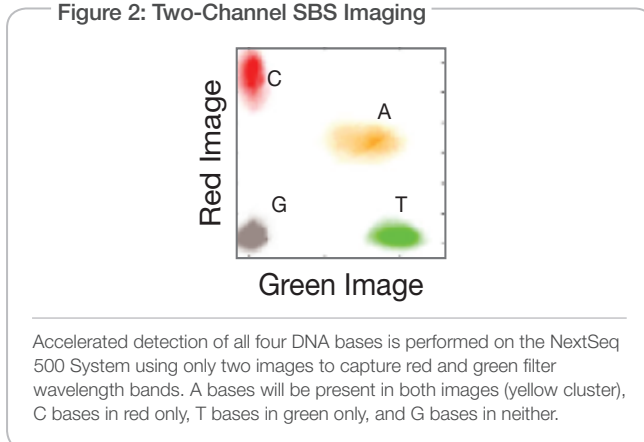 Figure 2: Two-Channel SBS Imaging
C
A
G
T
Red Image
Green Image
Accelerated detection of all four DNA bases is performed on the NextSeq
500 System using only two images to capture red and green filter
wavelength bands. A bases will be present in both images (yellow cluster),
C bases in red only, T bases in green only, and G bases in neither.